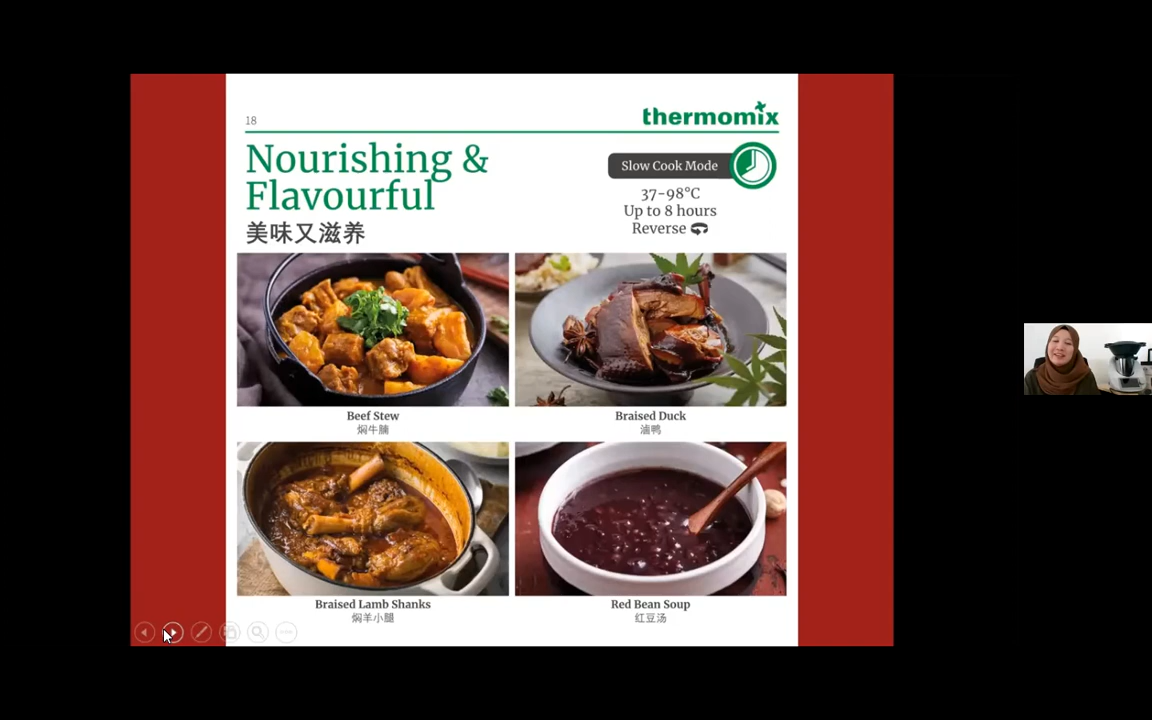 18
thermomix
Nourishing &
Flavourful
美味又滋养
Slow Cook Mode
37-98°C
Up to 8 hours
Reverse
Beef Stew
焖牛腩
Braised Duck
滷鸭
Braised Lamb Shanks
焖羊小腿
Red Bean Soup
红豆汤